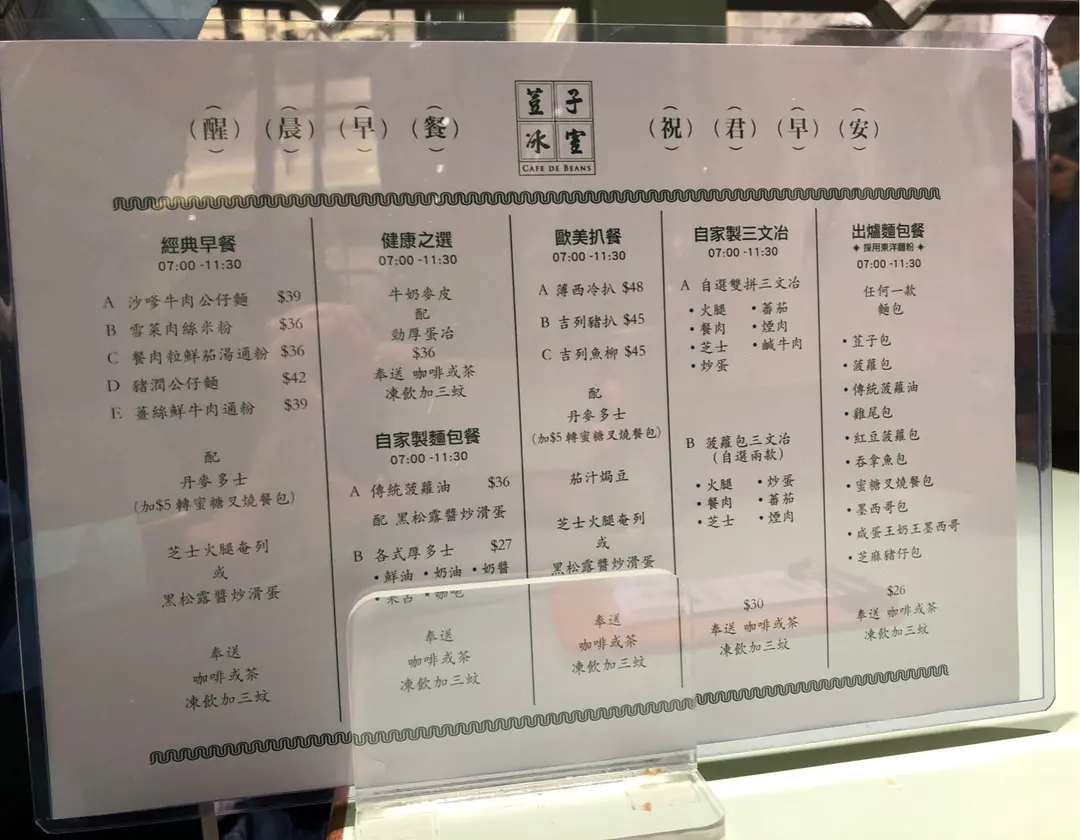 （醒）（晨）（早）（餐）
荳子
冰室
CAFE DE BEANS
（祝）（君）（早）（安）
經典早餐
07:00 -11:30
A 沙嗲牛肉公仔麵 $39
B 雪菜肉絲米粉 $36
C 餐肉粒鮮茄湯通粉 $36
D 豬潤公仔麵 $42
E 薑絲鮮牛肉通粉 $39
配
丹麥多士
(加$5 轉蜜糖叉燒餐包)
芝士火腿奄列
或
黑松露醬炒滑蛋
奉送
咖啡或茶
凍飲加三蚊
健康之選
07:00 -11:30
牛奶麥皮
配
勁厚蛋治
$36
奉送 咖啡或茶
凍飲加三蚊
自家製麵包餐
07:00 -11:30
A 傳統菠蘿油 $36
配 黑松露醬炒滑蛋
B 各式厚多士 $27
•鮮油 •奶油 •奶醬
奉送
咖啡或茶
凍飲加三蚊
歐美扒餐
07:00 -11:30
A 薄西冷扒 $48
B 吉列豬扒 $45
C 吉列魚柳 $45
配
丹麥多士
(加$5 轉蜜糖叉燒餐包)
茄汁焗豆
芝士火腿奄列
或
黑松露醬炒滑蛋
奉送
咖啡或茶
凍飲加三蚊
自家製三文治
07:00 -11:30
A 自選雙拼三文治
•火腿 •蕃茄
•餐肉 •煙肉
•芝士 •鹹牛肉
•炒蛋
B 菠蘿包三文治
(自選兩款)
•火腿 •炒蛋
•餐肉 •蕃茄
•芝士 •煙肉
$30
奉送 咖啡或茶
凍飲加三蚊
出爐麵包餐
✦ 採用東洋麵粉 ✦
07:00 -11:30
任何一款
麵包
•荳子包
•菠蘿包
•傳統菠蘿油
•雞尾包
•紅豆菠蘿包
•吞拿魚包
•蜜糖叉燒餐包
•墨西哥包
•咸蛋王奶王墨西哥
•芝麻豬仔包
$26
奉送 咖啡或茶
凍飲加三蚊